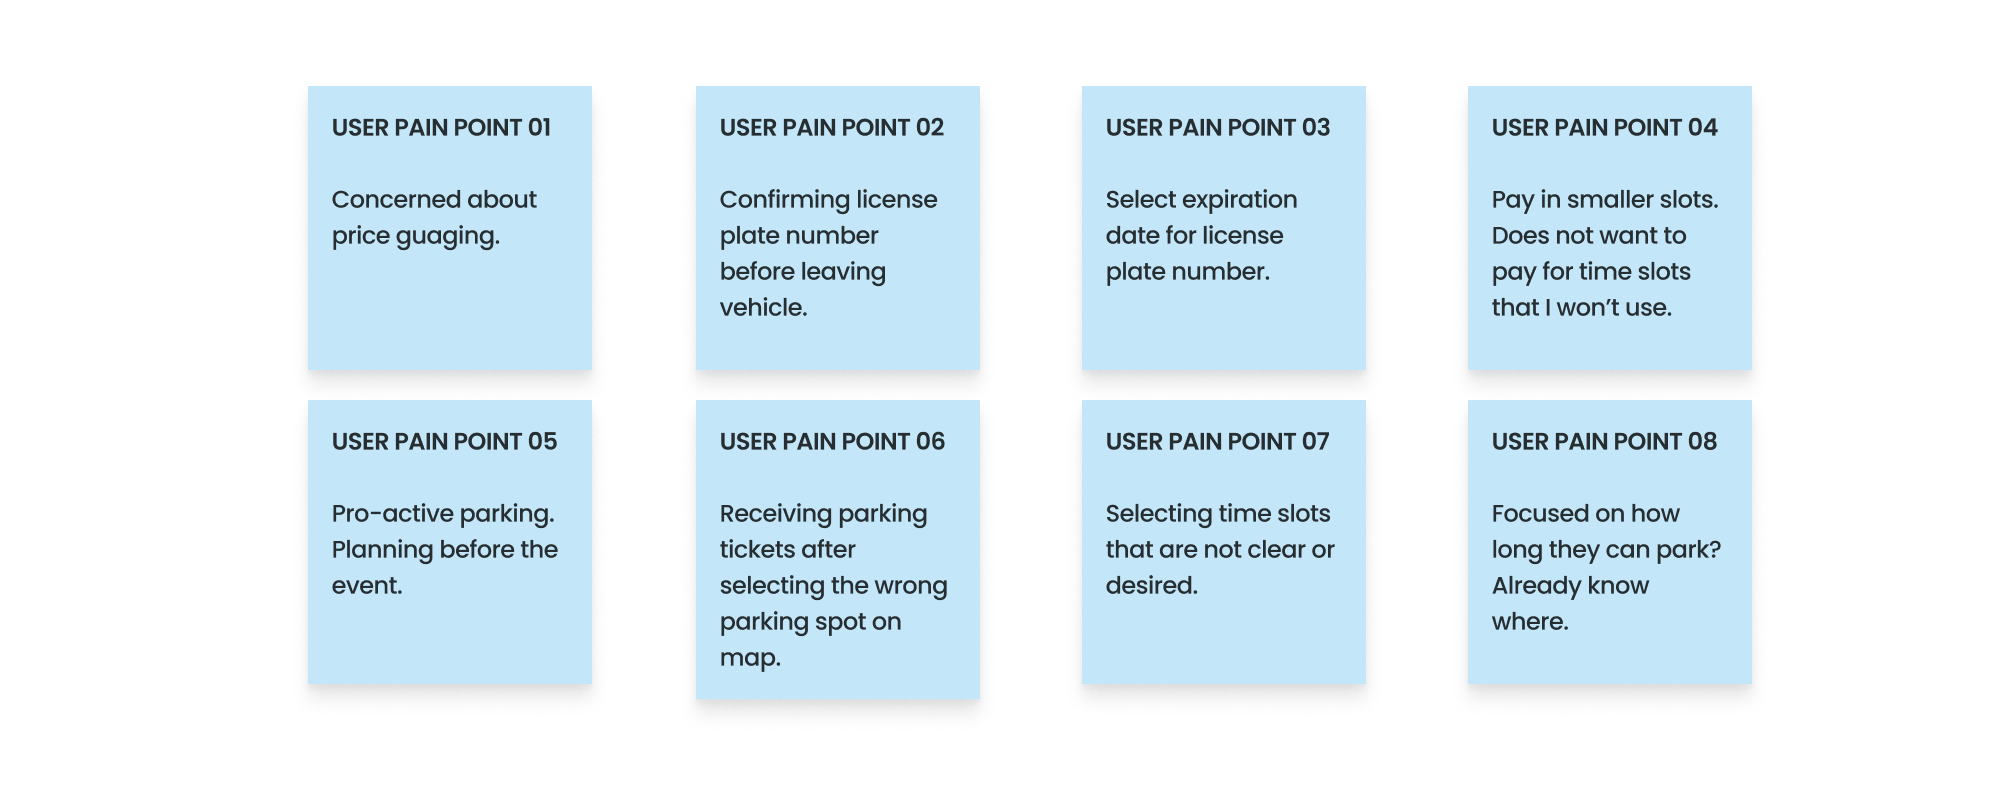 USER PAIN POINT 01
Concerned about
price guaging.
USER PAIN POINT 02
Confirming license
plate number
before leaving
vehicle.
USER PAIN POINT 03
Select expiration
date for license
plate number.
USER PAIN POINT 04
Pay in smaller slots.
Does not want to
pay for time slots
that I won’t use.
USER PAIN POINT 05
Pro-active parking.
Planning before the
event.
USER PAIN POINT 06
Receiving parking
tickets after
selecting the wrong
parking spot on
map.
USER PAIN POINT 07
Selecting time slots
that are not clear or
desired.
USER PAIN POINT 08
Focused on how
long they can park?
Already know
where.